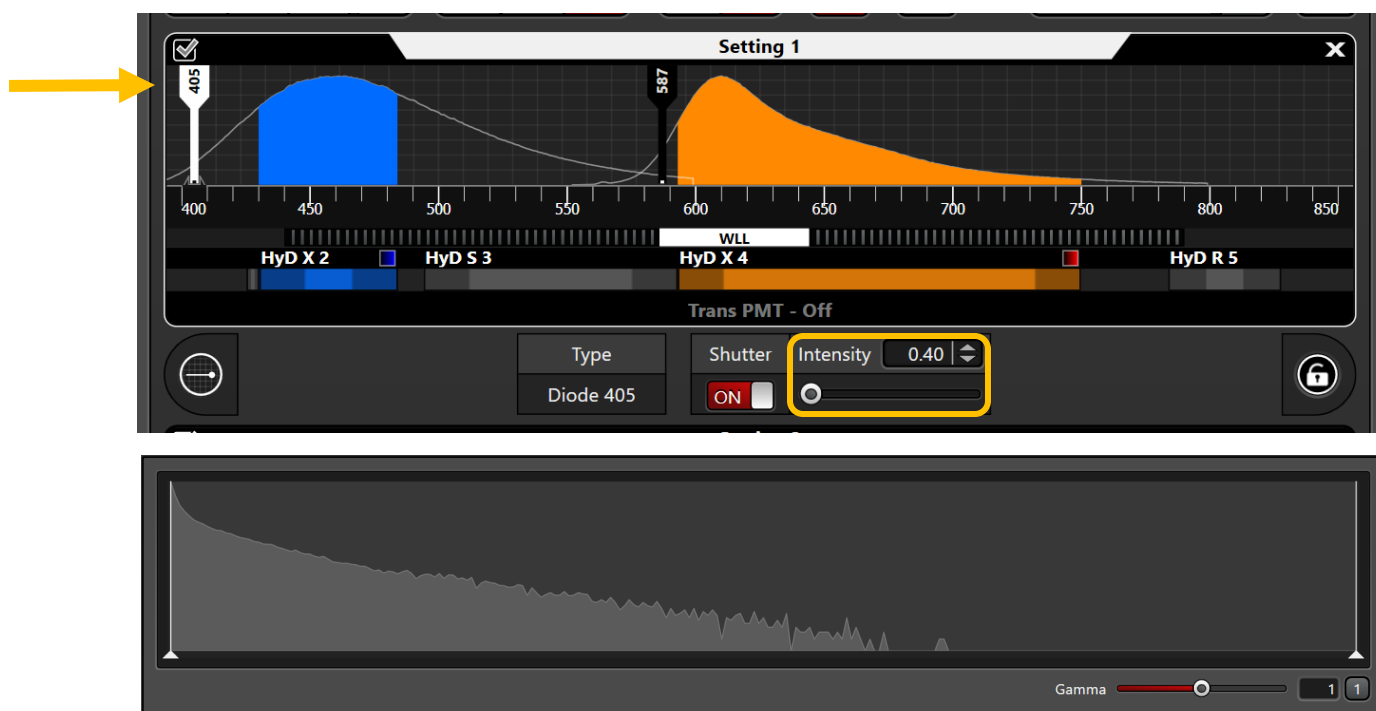 Setting 1
X
405
587
400 450 500 550 600 650 700 750 800 850
WLL
HyD X 2 HyD S 3 HyD X 4 HyD R 5
Trans PMT - Off
Type Shutter Intensity 0.40
Diode 405 ON
Gamma 1 1